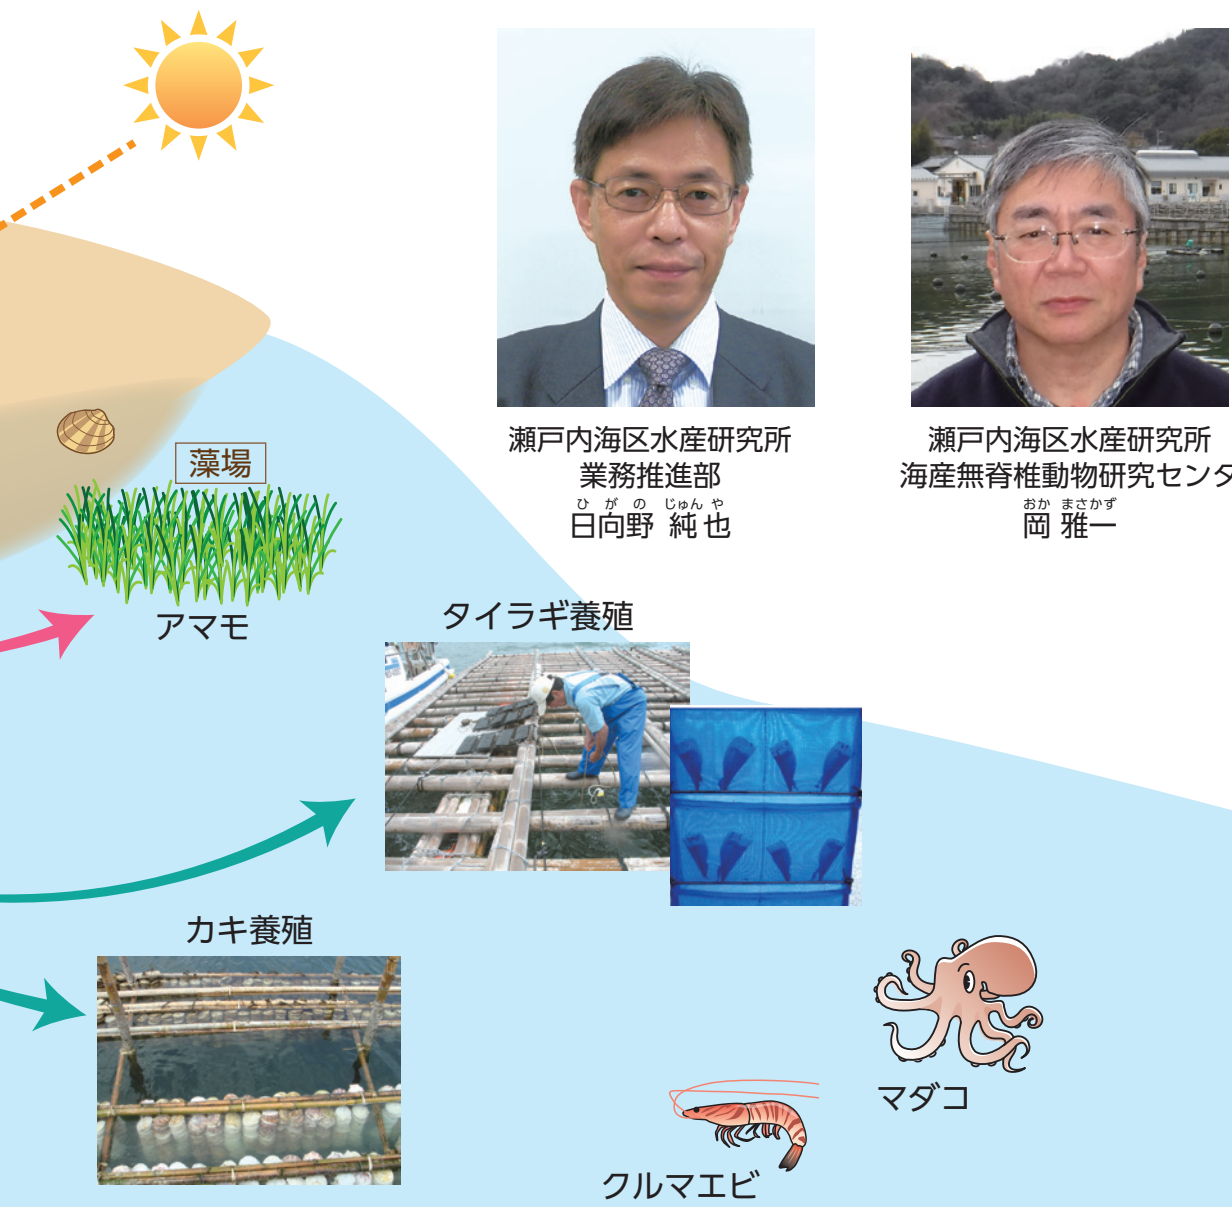 瀬戸内海区水産研究所
業務推進部
ひがの じゅんや
日向野 純也
瀬戸内海区水産研究所
海産無脊椎動物研究センタ
おか まさかず
岡 雅一
藻場
アマモ
タイラギ養殖
カキ養殖
マダコ
クルマエビ